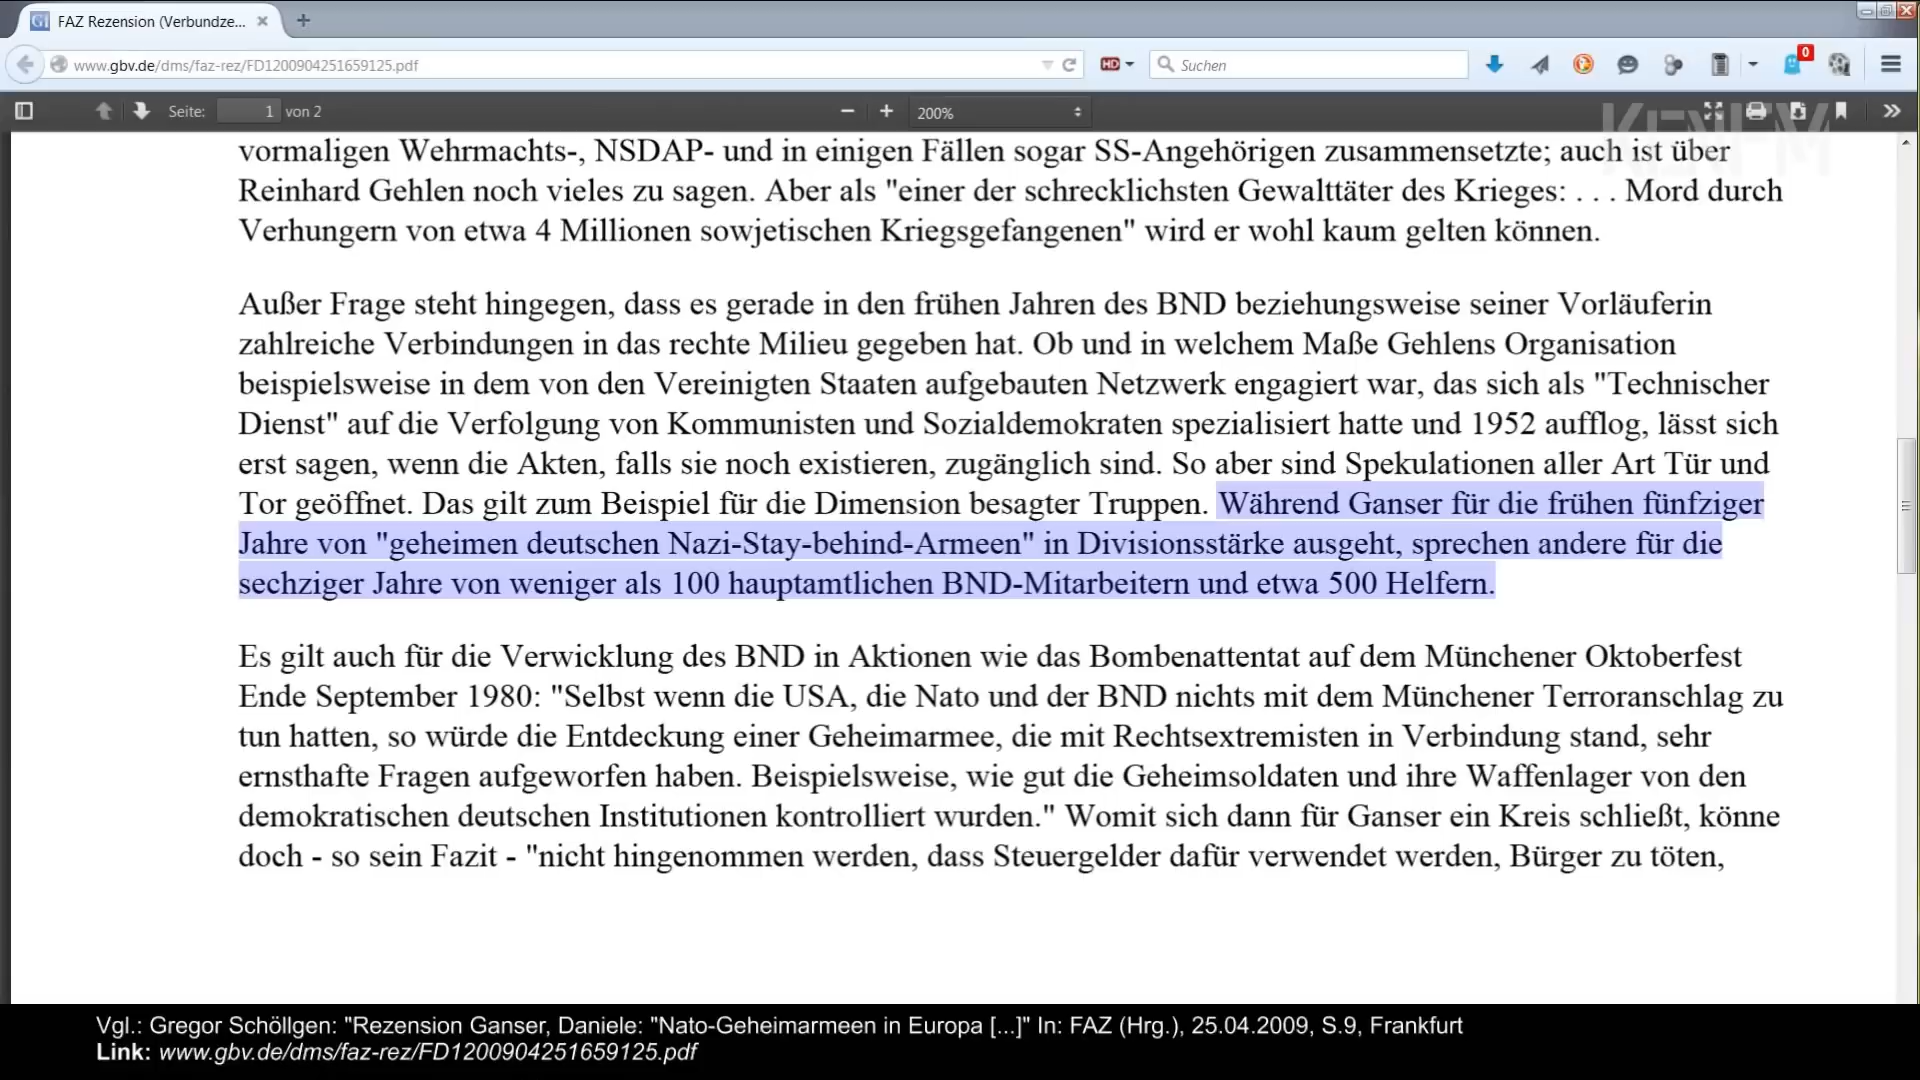 FAZ Rezension (Verbundze...
www.gbv.de/dms/faz-rez/FD1200904251659125.pdf
HD
Suchen
0
Seite: 1 von 2
200%
KENFM
vormaligen Wehrmachts-, NSDAP- und in einigen Fällen sogar SS-Angehörigen zusammensetzte; auch ist über
Reinhard Gehlen noch vieles zu sagen. Aber als "einer der schrecklichsten Gewalttäter des Krieges: . . . Mord durch
Verhungern von etwa 4 Millionen sowjetischen Kriegsgefangenen" wird er wohl kaum gelten können.
Außer Frage steht hingegen, dass es gerade in den frühen Jahren des BND beziehungsweise seiner Vorläuferin
zahlreiche Verbindungen in das rechte Milieu gegeben hat. Ob und in welchem Maße Gehlens Organisation
beispielsweise in dem von den Vereinigten Staaten aufgebauten Netzwerk engagiert war, das sich als "Technischer
Dienst" auf die Verfolgung von Kommunisten und Sozialdemokraten spezialisiert hatte und 1952 aufflog, lässt sich
erst sagen, wenn die Akten, falls sie noch existieren, zugänglich sind. So aber sind Spekulationen aller Art Tür und
Tor geöffnet. Das gilt zum Beispiel für die Dimension besagter Truppen. Während Ganser für die frühen fünfziger
Jahre von "geheimen deutschen Nazi-Stay-behind-Armeen" in Divisionsstärke ausgeht, sprechen andere für die
sechziger Jahre von weniger als 100 hauptamtlichen BND-Mitarbeitern und etwa 500 Helfern.
Es gilt auch für die Verwicklung des BND in Aktionen wie das Bombenattentat auf dem Münchener Oktoberfest
Ende September 1980: "Selbst wenn die USA, die Nato und der BND nichts mit dem Münchener Terroranschlag zu
tun hatten, so würde die Entdeckung einer Geheimarmee, die mit Rechtsextremisten in Verbindung stand, sehr
ernsthafte Fragen aufgeworfen haben. Beispielsweise, wie gut die Geheimsoldaten und ihre Waffenlager von den
demokratischen deutschen Institutionen kontrolliert wurden." Womit sich dann für Ganser ein Kreis schließt, könne
doch - so sein Fazit - "nicht hingenommen werden, dass Steuergelder dafür verwendet werden, Bürger zu töten,
Vgl.: Gregor Schöllgen: "Rezension Ganser, Daniele: "Nato-Geheimarmeen in Europa [...]" In: FAZ (Hrg.), 25.04.2009, S.9, Frankfurt
Link: www.gbv.de/dms/faz-rez/FD1200904251659125.pdf